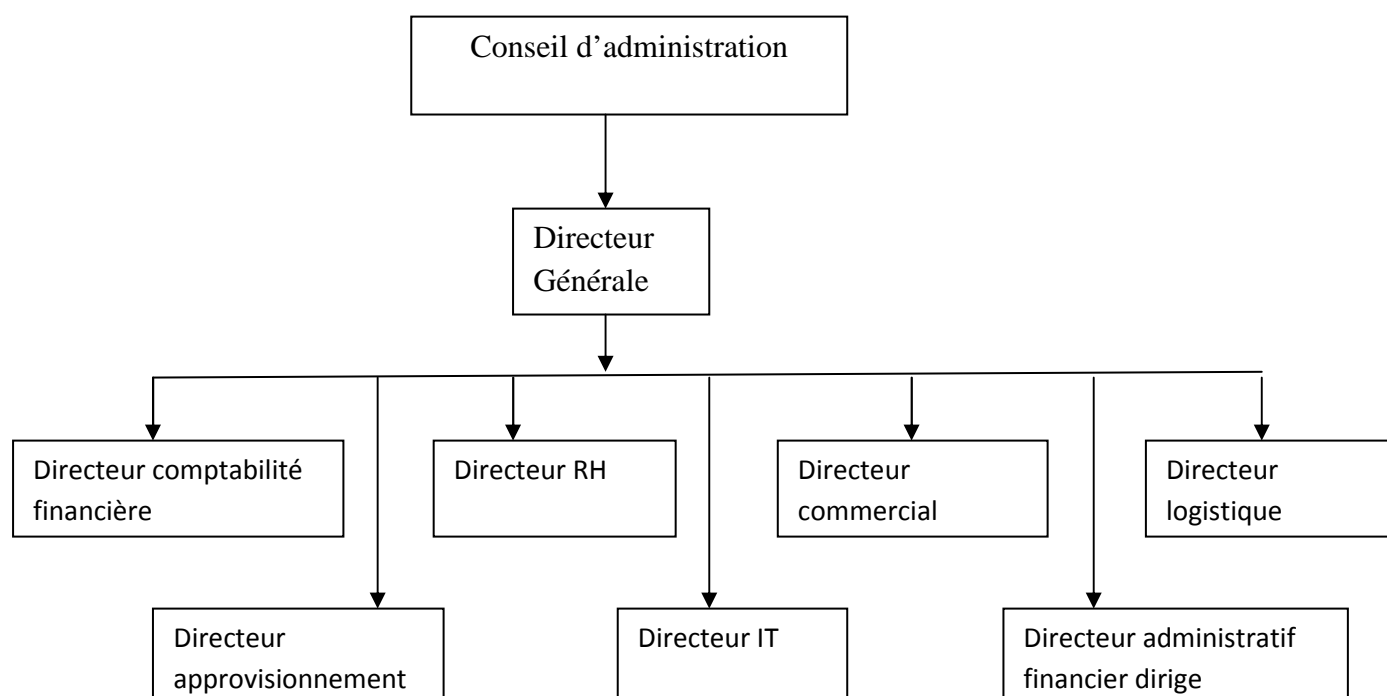 Conseil d’administration
Directeur
Générale
Directeur comptabilité
financière
Directeur RH
Directeur
commercial
Directeur
logistique
Directeur
approvisionnement
Directeur IT
Directeur administratif
financier dirige